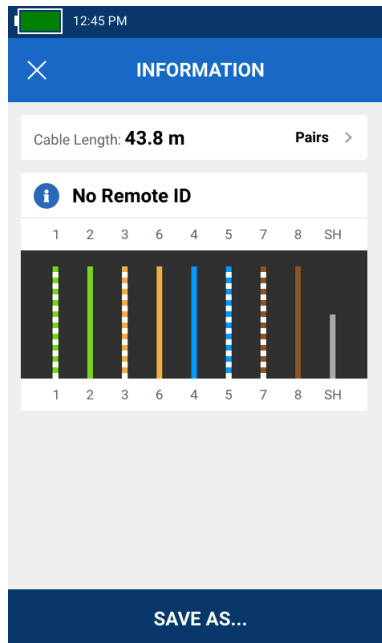 12:45 PM
INFORMATION
Cable Length: 43.8 m Pairs >
i No Remote ID
1 2 3 6 4 5 7 8 SH
1 2 3 6 4 5 7 8 SH
SAVE AS...